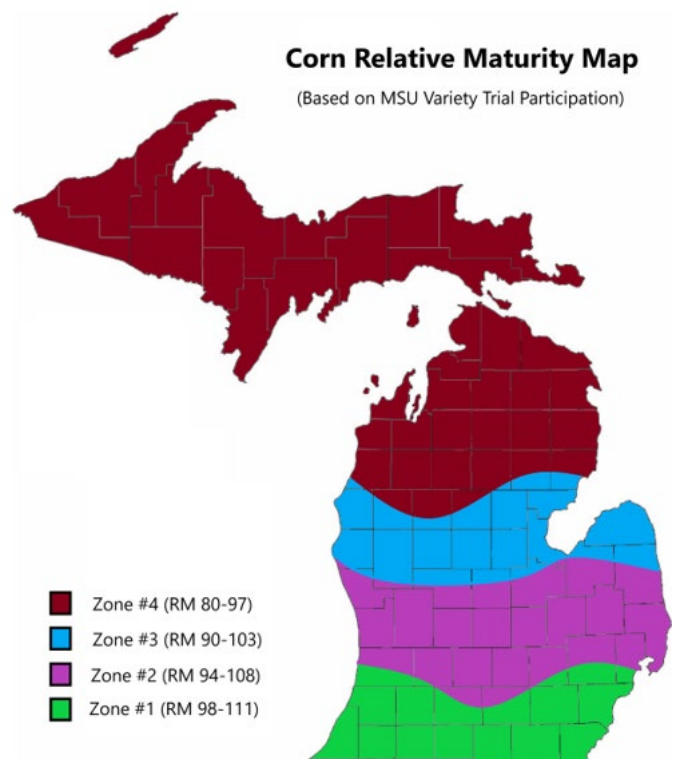 Corn Relative Maturity Map
(Based on MSU Variety Trial Participation)
Zone #4 (RM 80-97)
Zone #3 (RM 90-103)
Zone #2 (RM 94-108)
Zone #1 (RM 98-111)